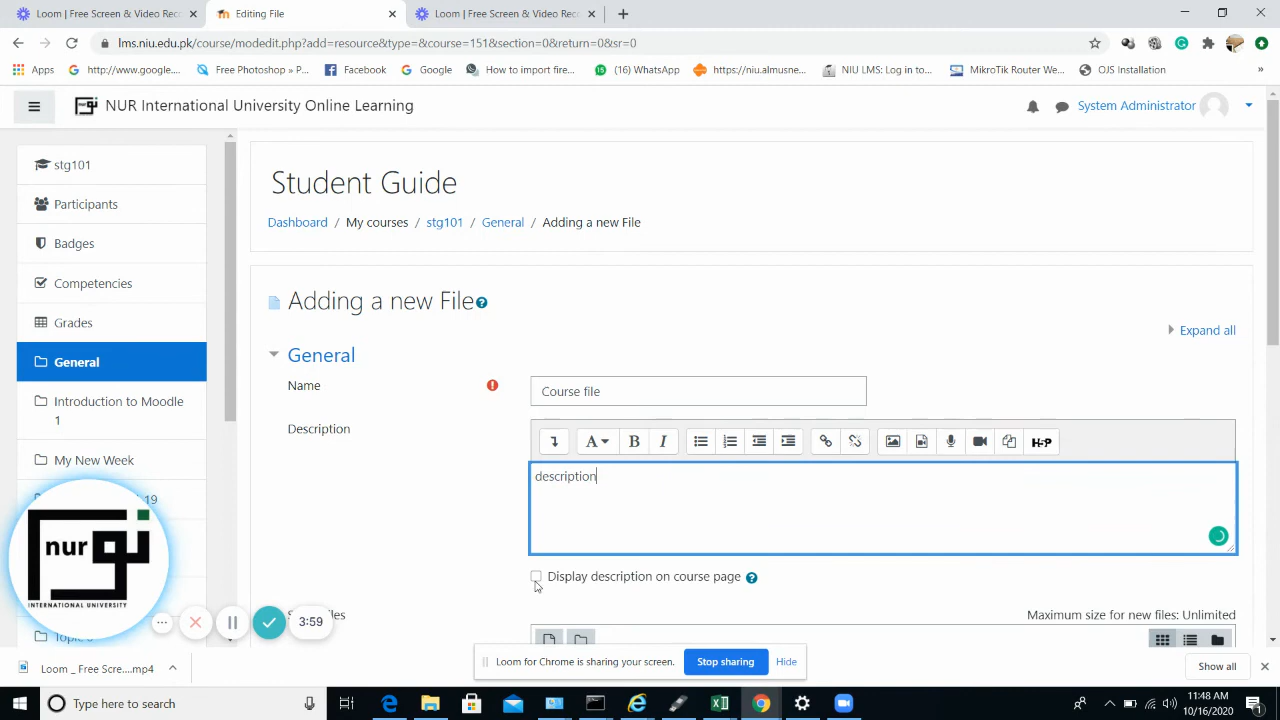 Loom | Free Screen & Video Rec
Editing File
Loom | Free Screen & Video Rec
lms.niu.edu.pk/course/modedit.php?add=resource&type=&course=151&section=0&return=0&sr=0
Apps
http://www.google....
Free Photoshop » P...
Facebook
Google
How to import fire...
(16) WhatsApp
https://niu.almusne...
NIU LMS: Log in to...
MikroTik Router We...
OJS Installation
»
NUR International University Online Learning
System Administrator
stg101
Participants
Badges
Competencies
Grades
General
Introduction to Moodle
1
My New Week
19
Student Guide
Dashboard / My courses / stg101 / General / Adding a new File
Adding a new File
Expand all
General
Name
Course file
Description
A B I
H5P
description
Display description on course page
Maximum size for new files: Unlimited
nur نور
INTERNATIONAL UNIVERSITY
3:59
Loom for Chrome is sharing your screen.
Stop sharing
Hide
Loom _ Free Scre....mp4
Show all
Type here to search
11:48 AM
10/16/2020